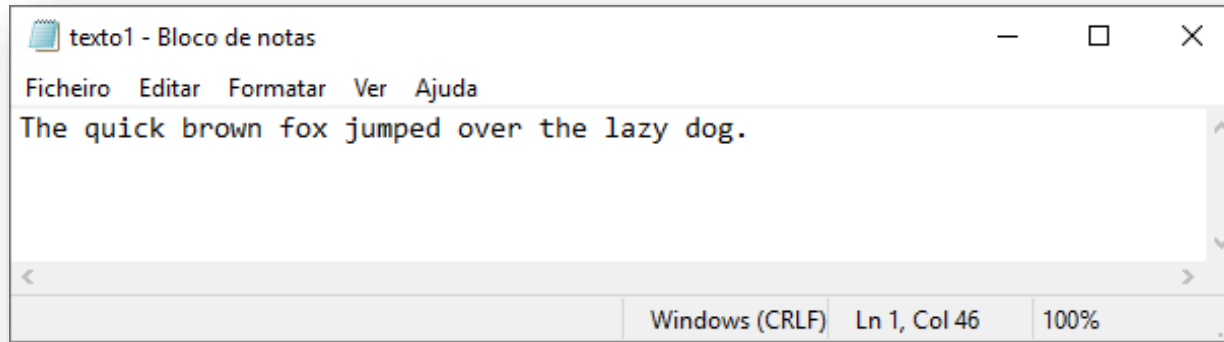 texto1 - Bloco de notas
Ficheiro Editar Formatar Ver Ajuda
The quick brown fox jumped over the lazy dog.
Windows (CRLF) Ln 1, Col 46 100%